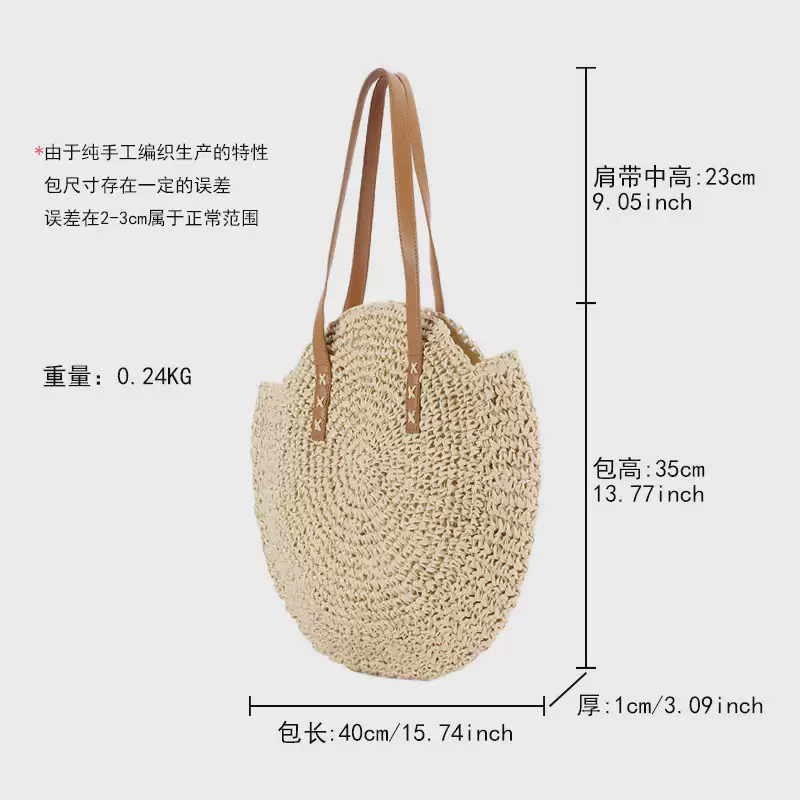 *由于纯手工编织生产的特性
包尺寸存在一定的误差
误差在2-3cm属于正常范围
肩带中高:23cm
9.05inch
重量：0.24KG
包高:35cm
13.77inch
厚:1cm/3.09inch
包长:40cm/15.74inch